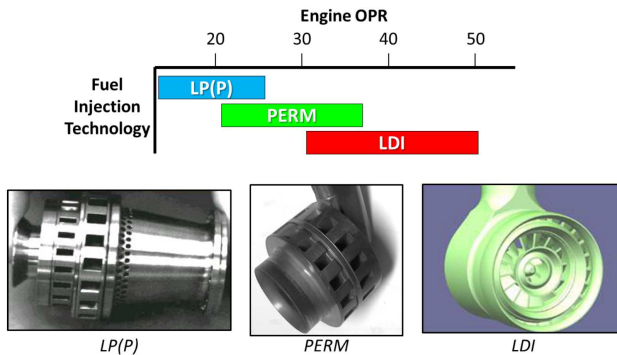 Engine OPR
20 30 40 50
Fuel
Injection
Technology
LP(P)
PERM
LDI
LP(P) PERM LDI